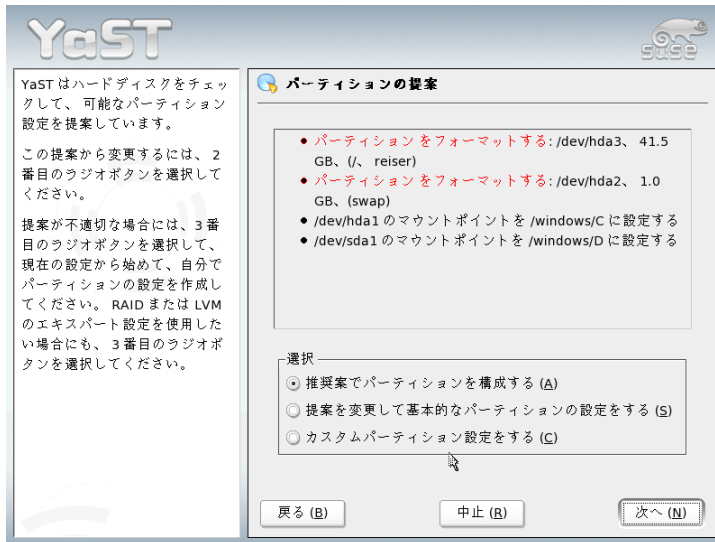 YaST
SUSE
YaST はハードディスクをチェッ
クして、 可能なパーティション
設定を提案しています。
この提案から変更するには、 2
番目のラジオボタンを選択して
ください。
提案が不適切な場合には、3 番
目のラジオボタンを選択して、
現在の設定から始めて、自分で
パーティションの設定を作成し
てください。 RAID または LVM
のエキスパート設定を使用した
い場合にも、 3 番目のラジオボ
タンを選択してください。
パーティションの提案
• パーティション をフォーマットする: /dev/hda3、 41.5
GB、(/、 reiser)
• パーティション をフォーマットする: /dev/hda2、 1.0
GB、(swap)
• /dev/hda1 のマウントポイントを /windows/C に設定する
• /dev/sda1 のマウントポイントを /windows/D に設定する
選択
推奨案でパーティションを構成する (A)
提案を変更して基本的なパーティションの設定をする (S)
カスタムパーティション設定をする (C)
戻る (B)
中止 (R)
次へ (N)